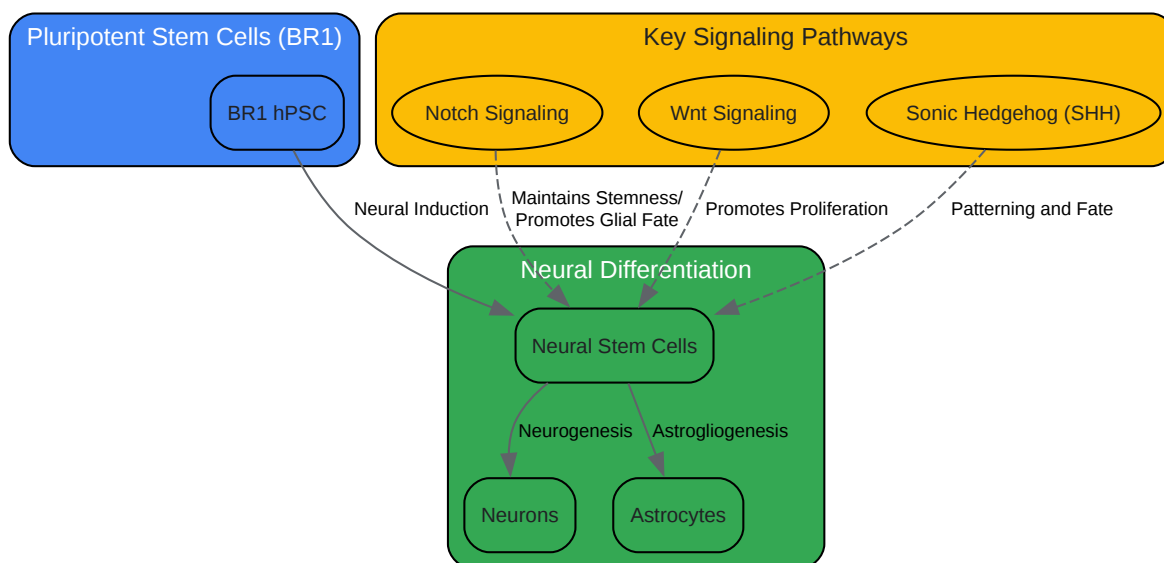 Pluripotent Stem Cells (BR1)
Key Signaling Pathways
BR1 hPSC
Notch Signaling
Wnt Signaling
Sonic Hedgehog (SHH)
Neural Induction
Maintains Stemness/
Promotes Glial Fate
Promotes Proliferation
Patterning and Fate
Neural Differentiation
Neural Stem Cells
Neurogenesis
Astrogliogenesis
Neurons
Astrocytes